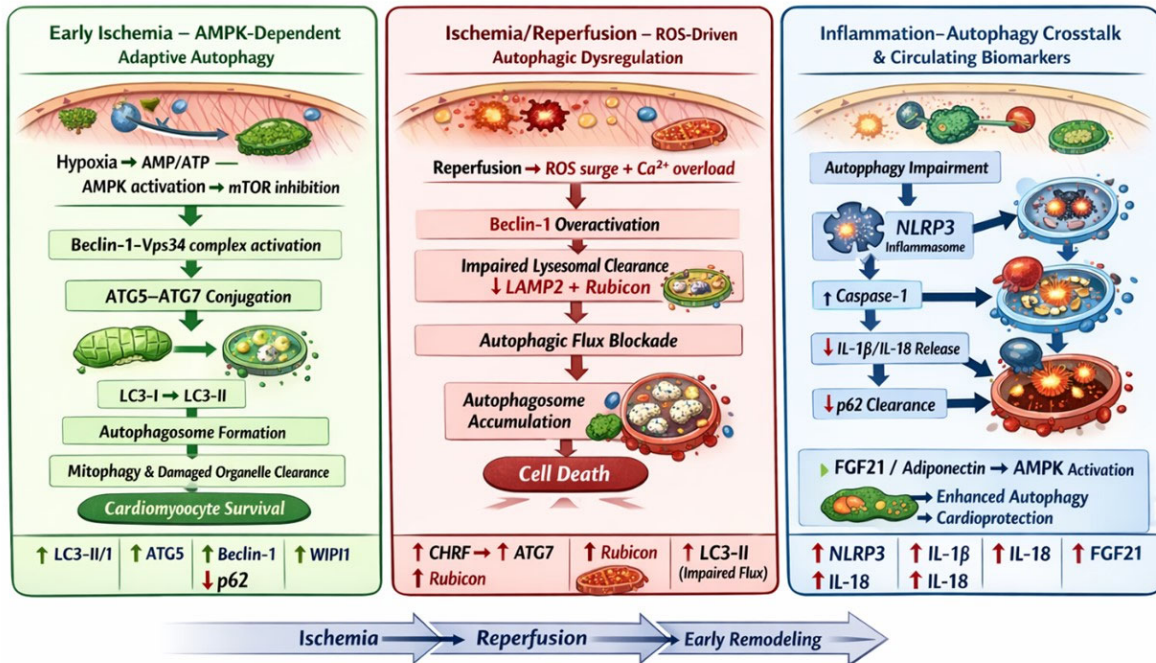 Early Ischemia – AMPK-Dependent
Adaptive Autophagy
Hypoxia → AMP/ATP —
AMPK activation → mTOR inhibition
Beclin-1–Vps34 complex activation
ATG5–ATG7 Conjugation
LC3-I → LC3-II
Autophagosome Formation
Mitophagy & Damaged Organelle Clearance
Cardiomyoocyte Survival
↑ LC3-II/1
↑ ATG5
↑ Beclin-1
↓ p62
↑ WIPI1
Ischemia/Reperfusion – ROS-Driven
Autophagic Dysregulation
Reperfusion → ROS surge + Ca²⁺ overload
Beclin-1 Overactivation
Impaired Lysesomal Clearance
↓ LAMP2 + Rubicon
Autophagic Flux Blockade
Autophagosome
Accumulation
Cell Death
↑ CHRF → ↑ ATG7
↑ Rubicon
↑ Rubicon
↑ LC3-II
(Impaired Flux)
Inflammation–Autophagy Crosstalk
& Circulating Biomarkers
Autopphagy Impairment
NLRP3
Inflammasome
↑ Caspase-1
↓ IL-1β/IL-18 Release
↓ p62 Clearance
FGF21 / Adiponectin → AMPK Activation
→ Enhanced Autophagy
→ Cardioprotection
↑ NLRP3
↑ IL-18
↑ IL-1β
↑ IL-18
↑ IL-18
↑ FGF21
Ischemia → Reperfusion → Early Remodeling